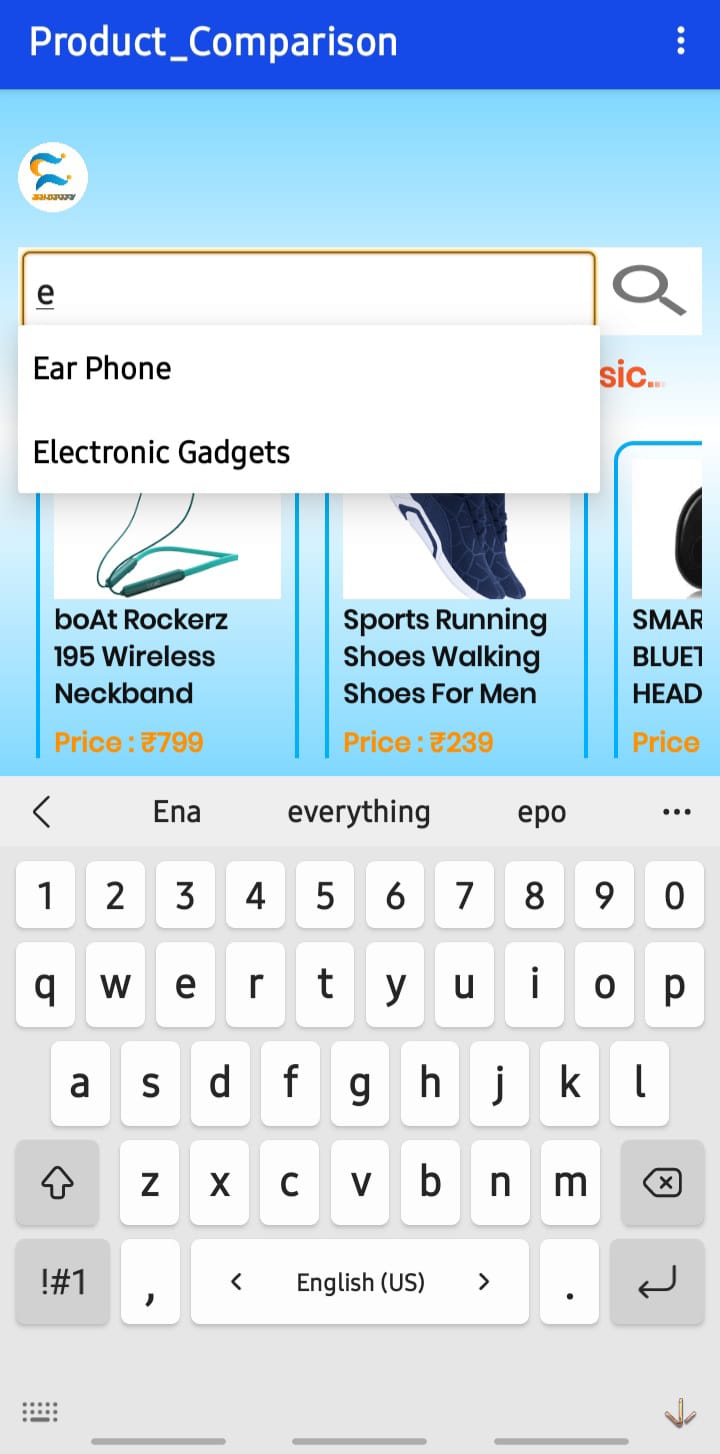 Product_Comparison
e
Ear Phone
sic...
Electronic Gadgets
boAt Rockerz
195 Wireless
Neckband
Price : ₹799
Sports Running
Shoes Walking
Shoes For Men
Price : ₹239
SMAR
BLUET
HEAD
Price
Ena everything epo ...
1 2 3 4 5 6 7 8 9 0
q w e r t y u i o p
a s d f g h j k l
z x c v b n m
!#1 , < English (US) > .